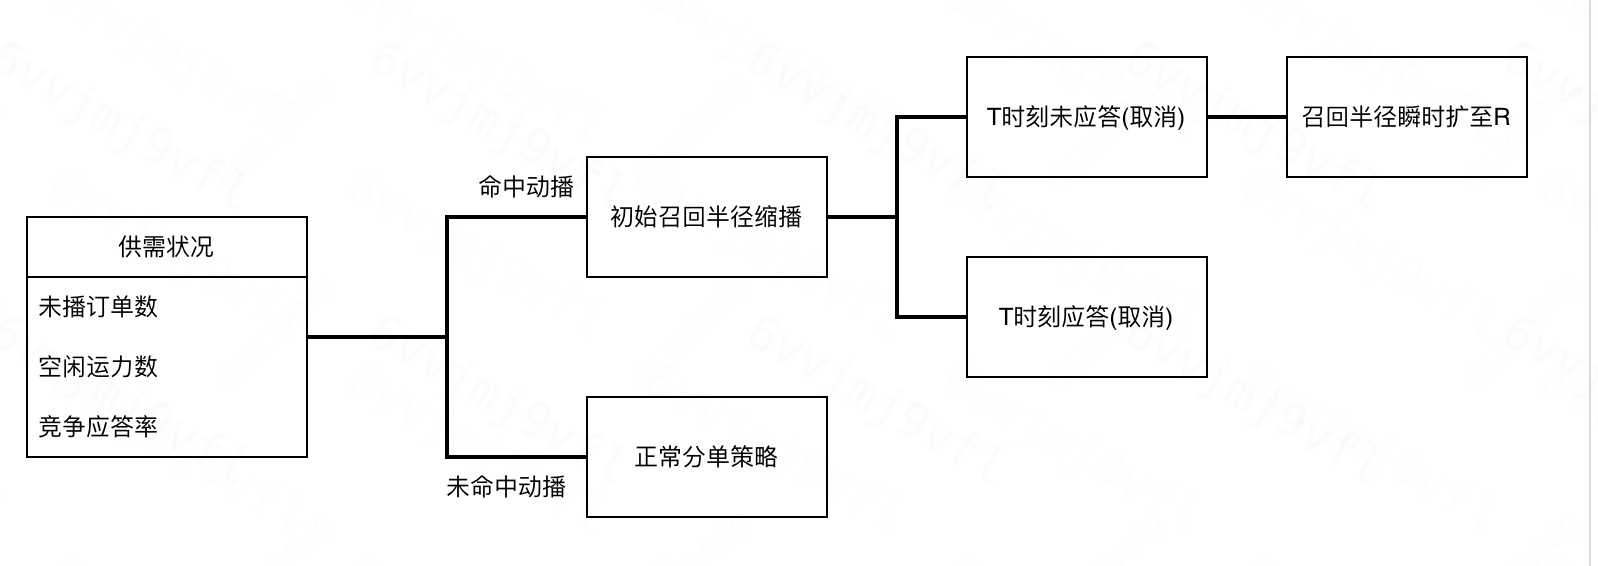 供需状况
未播订单数
空闲运力数
竞争应答率
命中动播
未命中动播
初始召回半径缩播
正常分单策略
T时刻未应答(取消)
T时刻应答(取消)
召回半径瞬时扩至R
6vvjmj9vfl